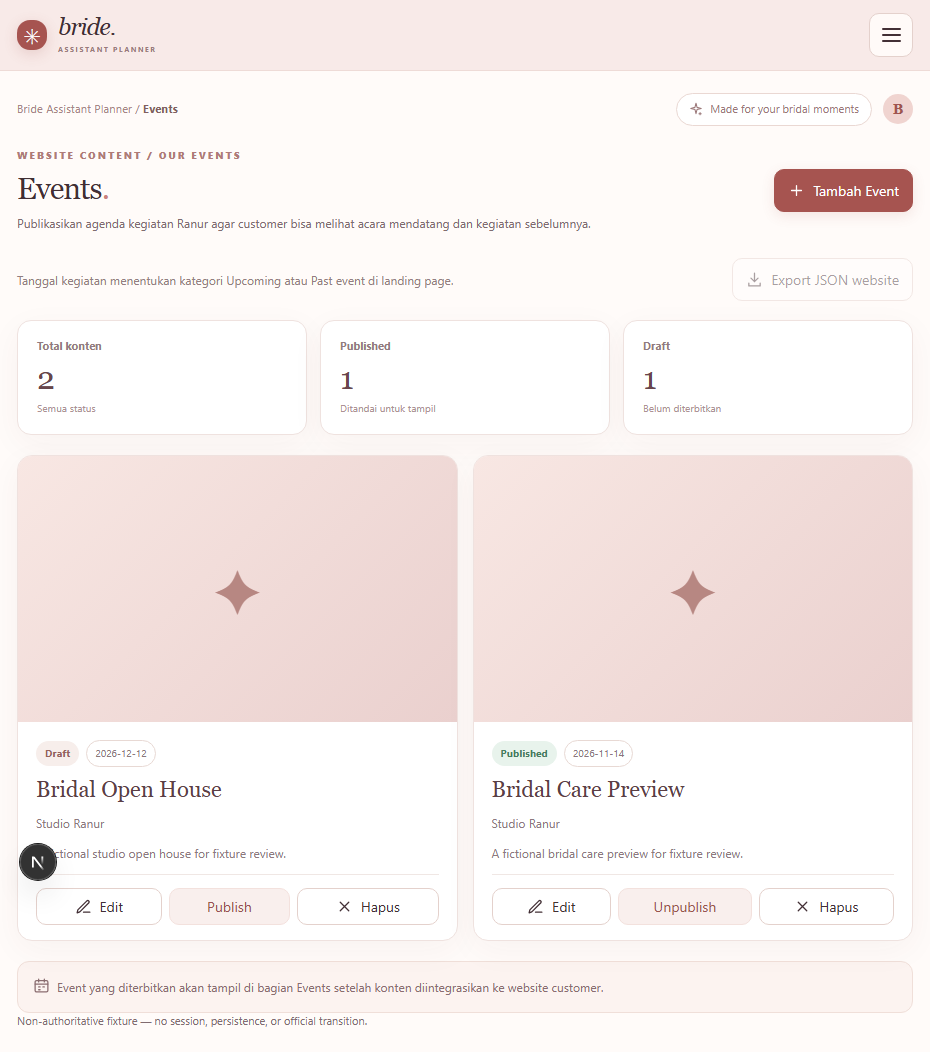 bride.
ASSISTANT PLANNER
Bride Assistant Planner / Events
Made for your bridal moments
B
WEBSITE CONTENT / OUR EVENTS
Events.
Tambah Event
Publikasikan agenda kegiatan Ranur agar customer bisa melihat acara mendatang dan kegiatan sebelumnya.
Tanggal kegiatan menentukan kategori Upcoming atau Past event di landing page.
Export JSON website
Total konten
2
Semua status
Published
1
Ditandai untuk tampil
Draft
1
Belum diterbitkan
Draft
2026-12-12
Bridal Open House
Studio Ranur
studio open house for fixture review.
N
Edit
Publish
Hapus
Published
2026-11-14
Bridal Care Preview
Studio Ranur
A fictional bridal care preview for fixture review.
Edit
Unpublish
Hapus
Event yang diterbitkan akan tampil di bagian Events setelah konten diintegrasikan ke website customer.
Non-authoritative fixture — no session, persistence, or official transition.